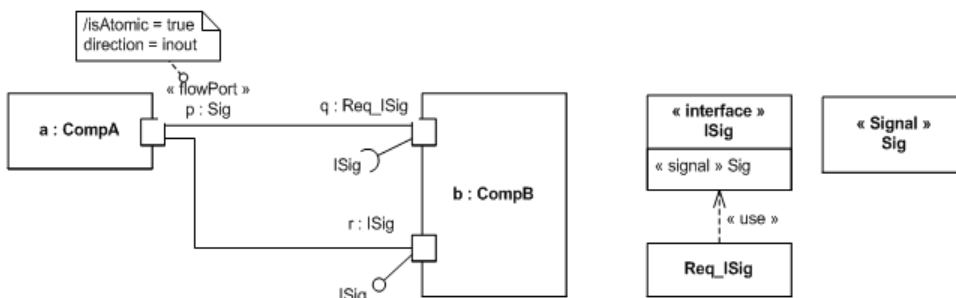 /isAtomic = true
direction = inout
« flowPort »
p : Sig
q : Req_ISig
a : CompA
ISig
b : CompB
r : ISig
ISig
« interface »
ISig
« signal » Sig
« use »
Req_ISig
« Signal »
Sig